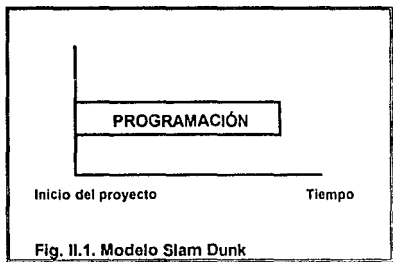 PROGRAMACIÓN
Inicio del proyecto Tiempo
Fig. II.1. Modelo Slam Dunk